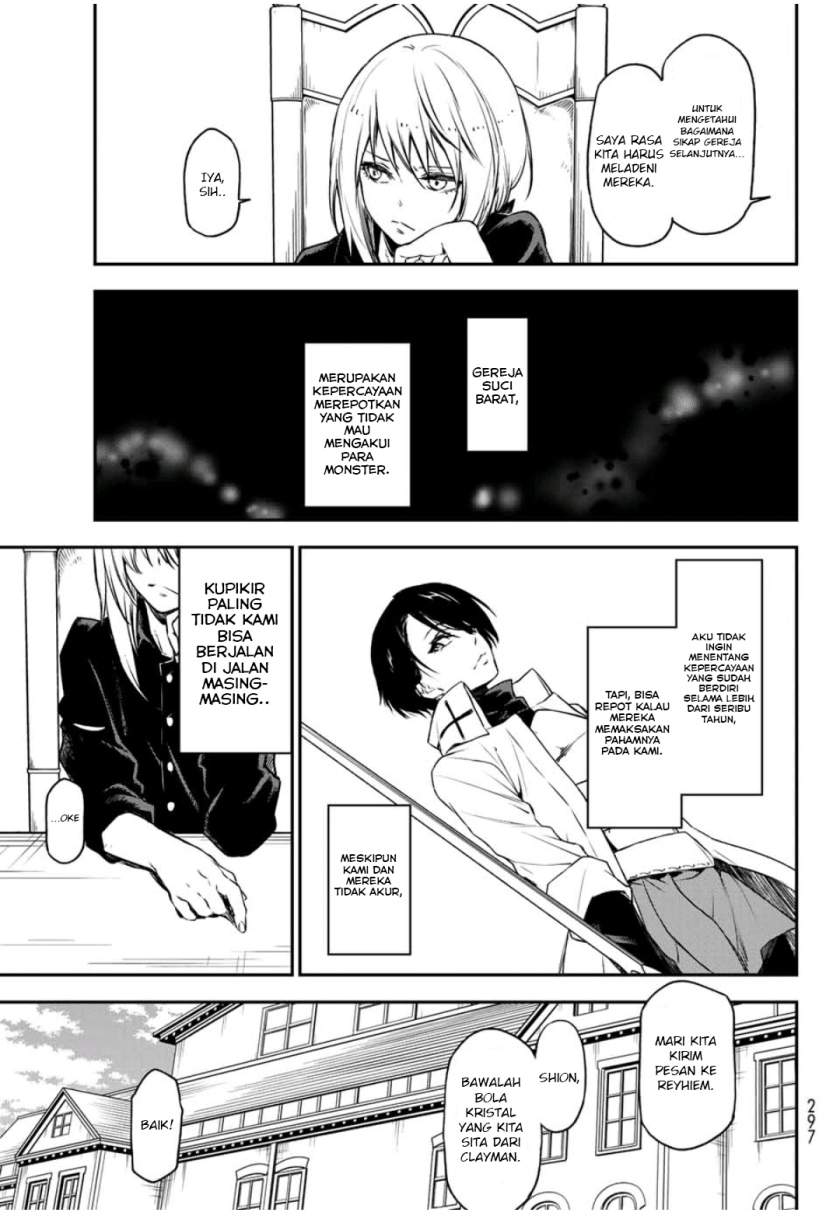 UNTUK
MENGETAHUI
BAGAIMANA
SIKAP GEREJA
SELANJUTNYA...
SAYA RASA
KITA HARUS
MELADENI
MEREKA.
IYA,
SIH..
GEREJA
SUCI
BARAT,
MERUPAKAN
KEPERCAYAAN
MEREPOTKAN
YANG TIDAK
MAU
MENGAKUI
PARA
MONSTER.
AKU TIDAK
INGIN
MENENTANG
KEPERCAYAAN
YANG SUDAH
BERDIRI
SELAMA LEBIH
DARI SERIBU
TAHUN,
TAPI, BISA
REPOT KALAU
MEREKA
MEMAKSAKAN
PAHAMNYA
PADA KAMI.
MESKIPUN
KAMI DAN
MEREKA
TIDAK AKUR,
KUPIKIR
PALING
TIDAK KAMI
BISA
BERJALAN
DI JALAN
MASING-
MASING..
...OKE
MARI KITA
KIRIM
PESAN KE
REYHIEM.
SHION,
BAWALAH
BOLA
KRISTAL
YANG KITA
SITA DARI
CLAYMAN.
BAIK!
297